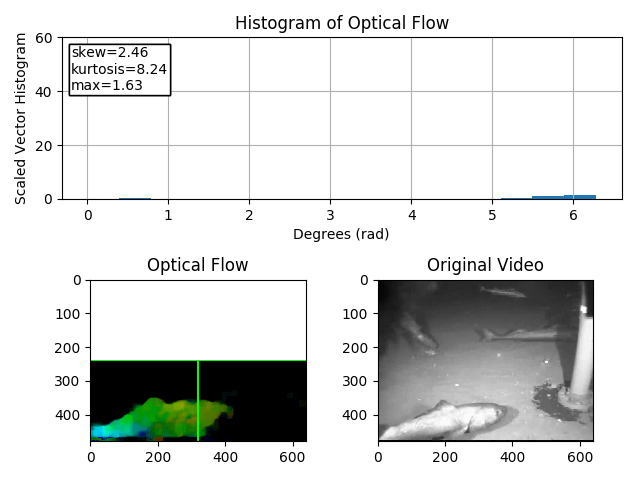 Histogram of Optical Flow
Scaled Vector Histogram
60
40
20
0
skew=2.46
kurtosis=8.24
max=1.63
0 1 2 3 4 5 6
Degrees (rad)
Optical Flow
0
100
200
300
400
0 200 400 600
Original Video
0
100
200
300
400
0 200 400 600